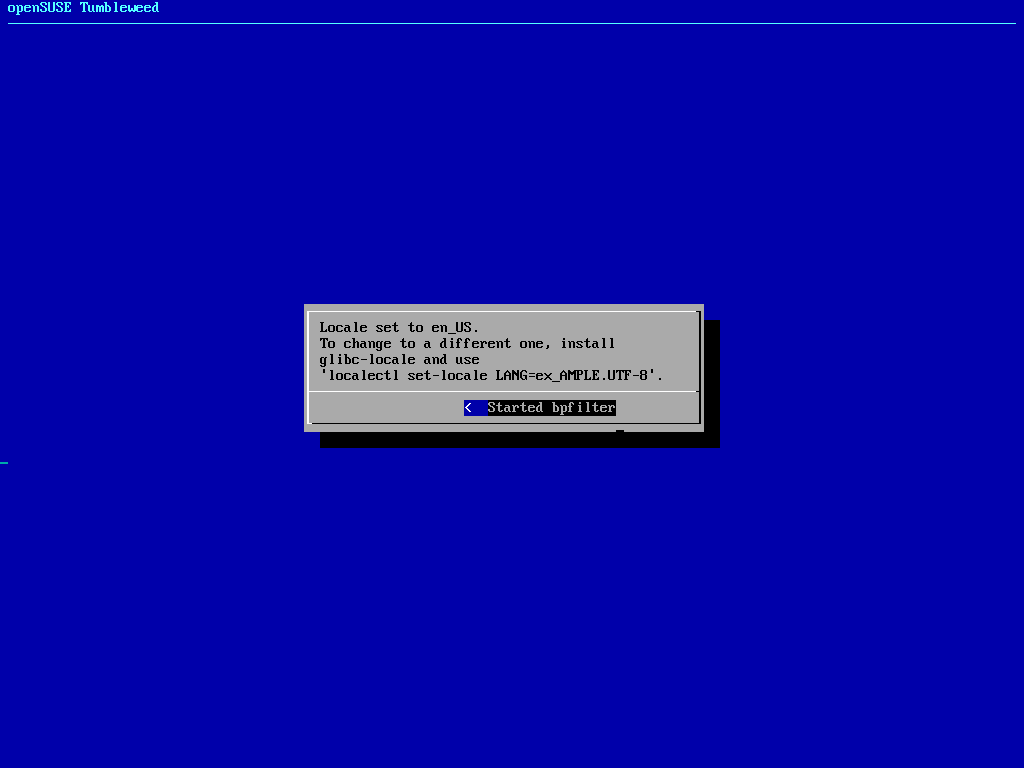 openSUSE Tumbleweed
Locale set to en_US.
To change to a different one, install
glibc-locale and use
'localectl set-locale LANG=ex_AMPLE.UTF-8'.
< Started bpfilter